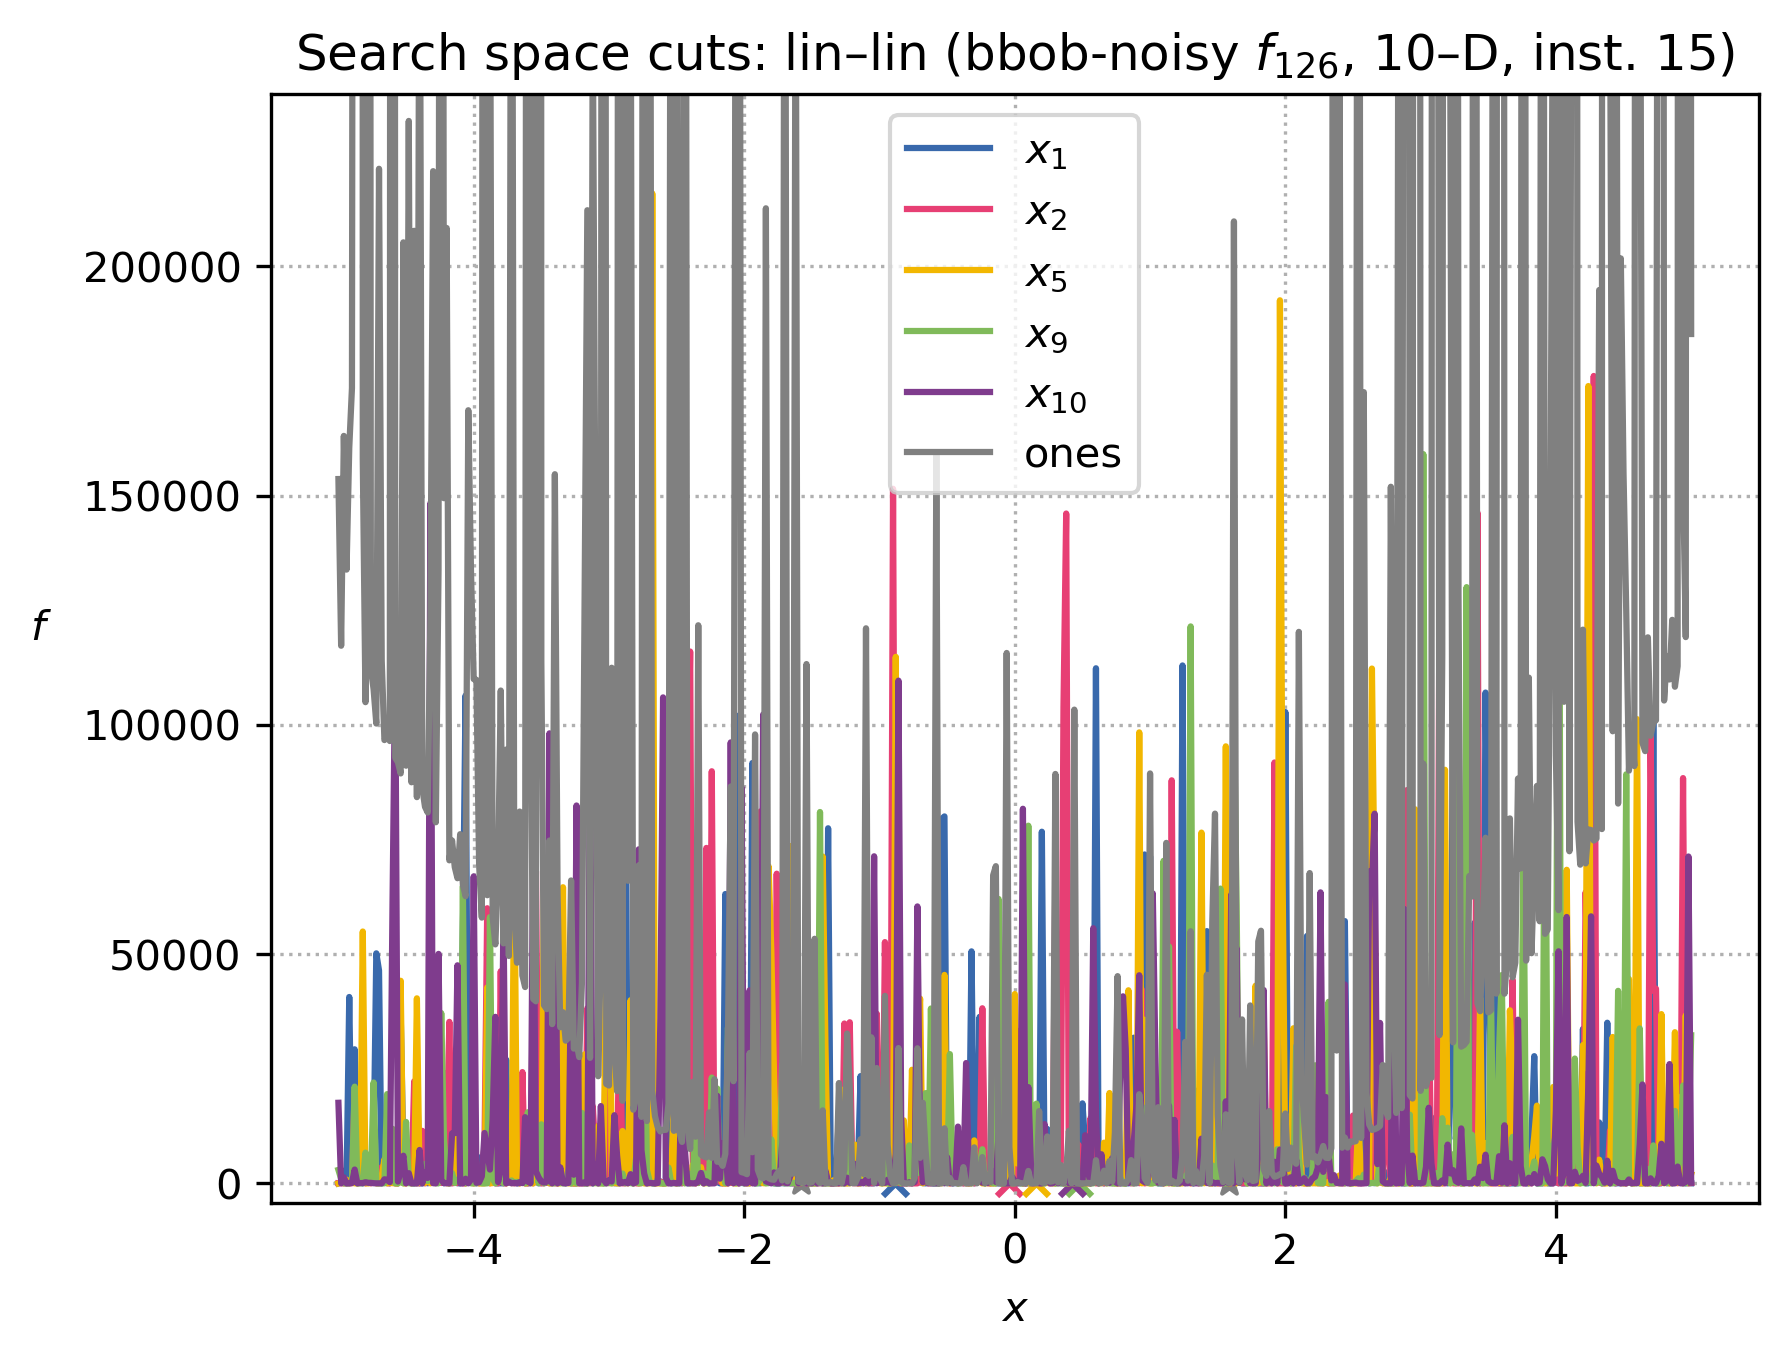 Search space cuts: lin–lin (bbob-noisy f₁₂₆, 10–D, inst. 15)
x₁
x₂
x₅
x₉
x₁₀
ones
200000
150000
f
100000
50000
0
−4 −2 0 2 4
x